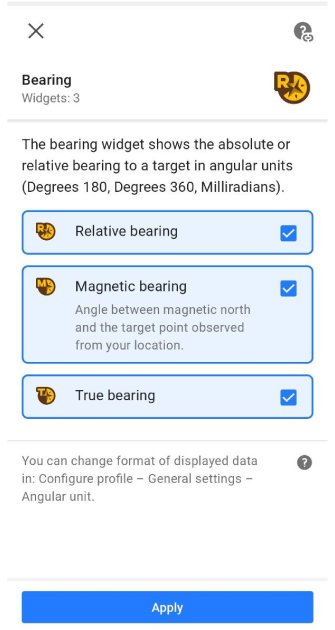 Bearing
Widgets: 3
The bearing widget shows the absolute or
relative bearing to a target in angular units
(Degrees 180, Degrees 360, Milliradians).
Relative bearing
Magnetic bearing
Angle between magnetic north
and the target point observed
from your location.
True bearing
You can change format of displayed data
in: Configure profile – General settings –
Angular unit.
Apply